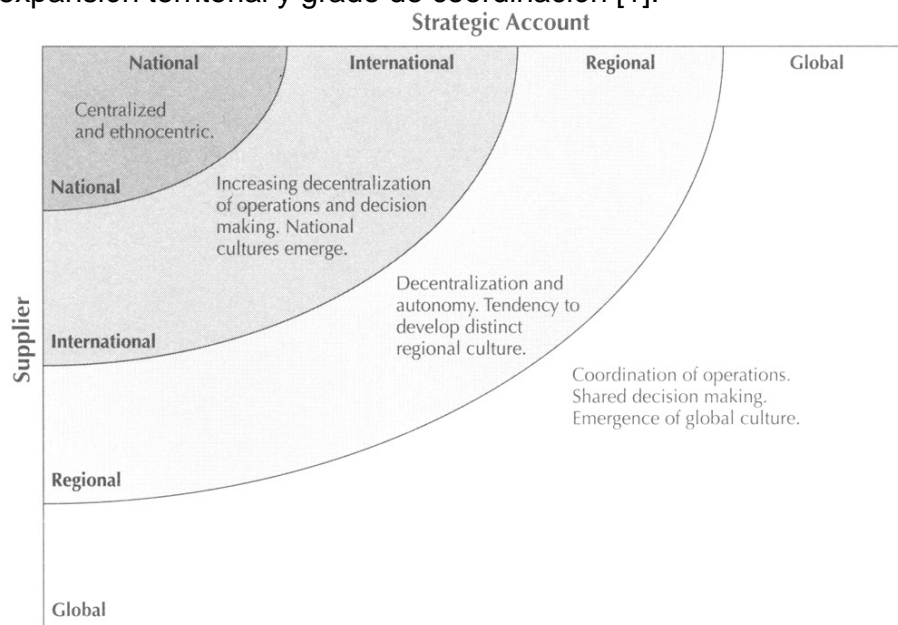 expansión territorial y grado de coordinación [1].
Strategic Account
National International Regional Global
Centralized
and ethnocentric.
National
Increasing decentralization
of operations and decision
making. National
cultures emerge.
Decentralization and
autonomy. Tendency to
develop distinct
regional culture.
Supplier
International
Coordination of operations.
Shared decision making.
Emergence of global culture.
Regional
Global